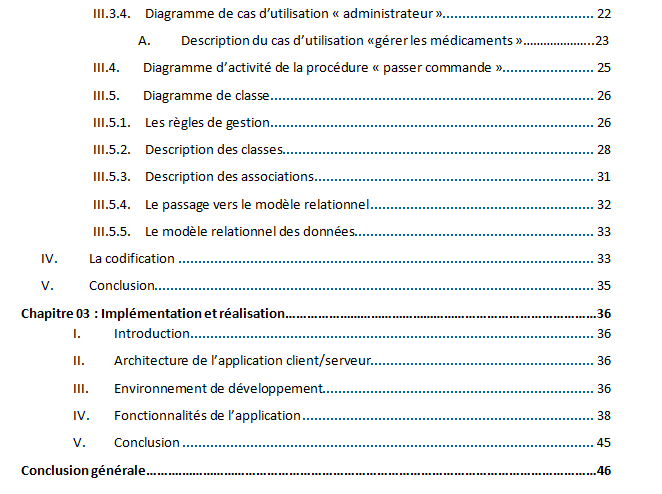 III.3.4. Diagramme de cas d’utilisation « administrateur »........................................ 22
A. Description du cas d’utilisation «gérer les médicaments ».....................23
III.4. Diagramme d’activité de la procédure « passer commande »........................ 25
III.5. Diagramme de classe................................................................................... 26
III.5.1. Les règles de gestion................................................................................... 26
III.5.2. Description des classes................................................................................ 28
III.5.3. Description des associations........................................................................ 31
III.5.4. Le passage vers le modèle relationnel.......................................................... 32
III.5.5. Le modèle relationnel des données.............................................................. 33
IV. La codification ............................................................................................................ 33
V. Conclusion.................................................................................................................. 35
Chapitre 03 : Implémentation et réalisation..............................................................................36
I. Introduction........................................................................................................ 36
II. Architecture de l’application client/serveur......................................................... 36
III. Environnement de développement...................................................................... 36
IV. Fonctionnalités de l’application ........................................................................... 38
V. Conclusion .......................................................................................................... 45
Conclusion générale...................................................................................................................46